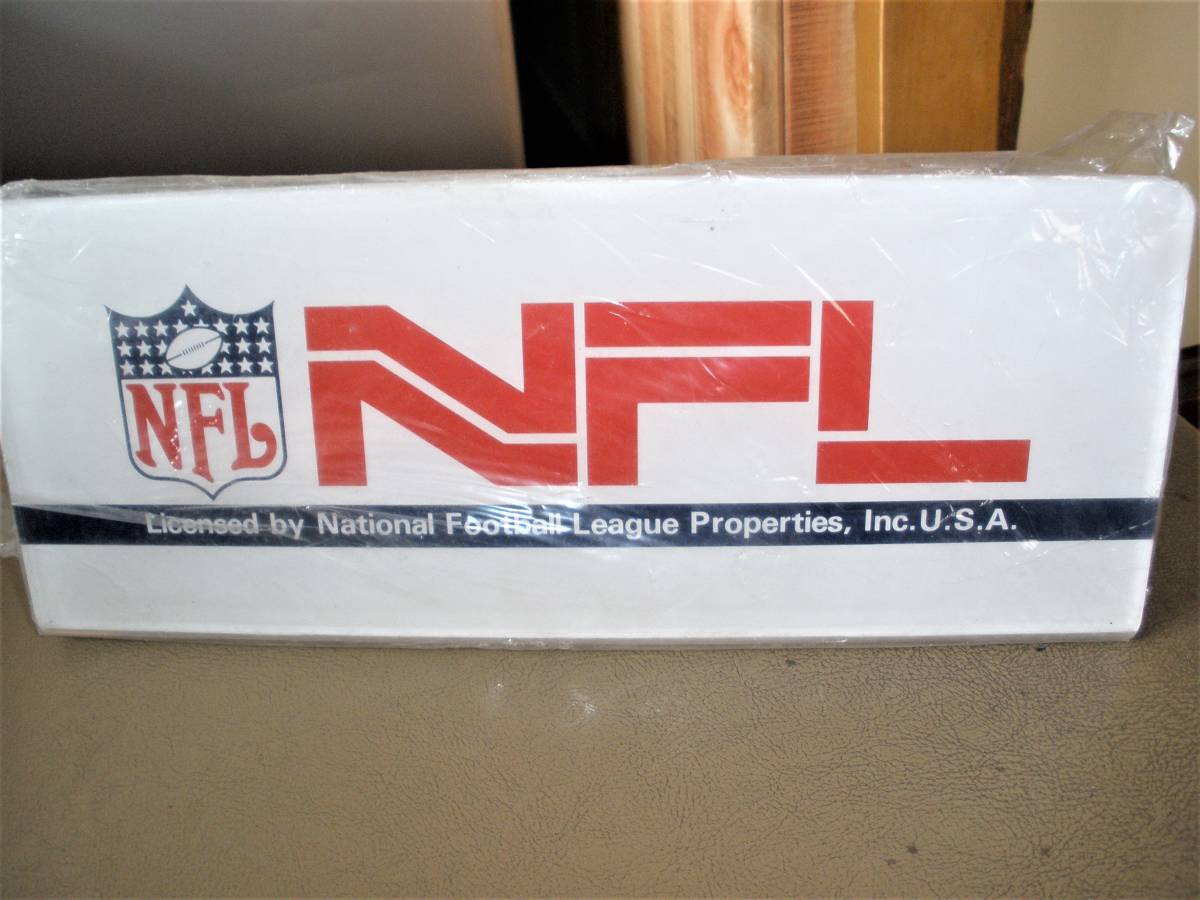 NFL
NFL
Licensed by National Football League Properties, Inc. U.S.A.